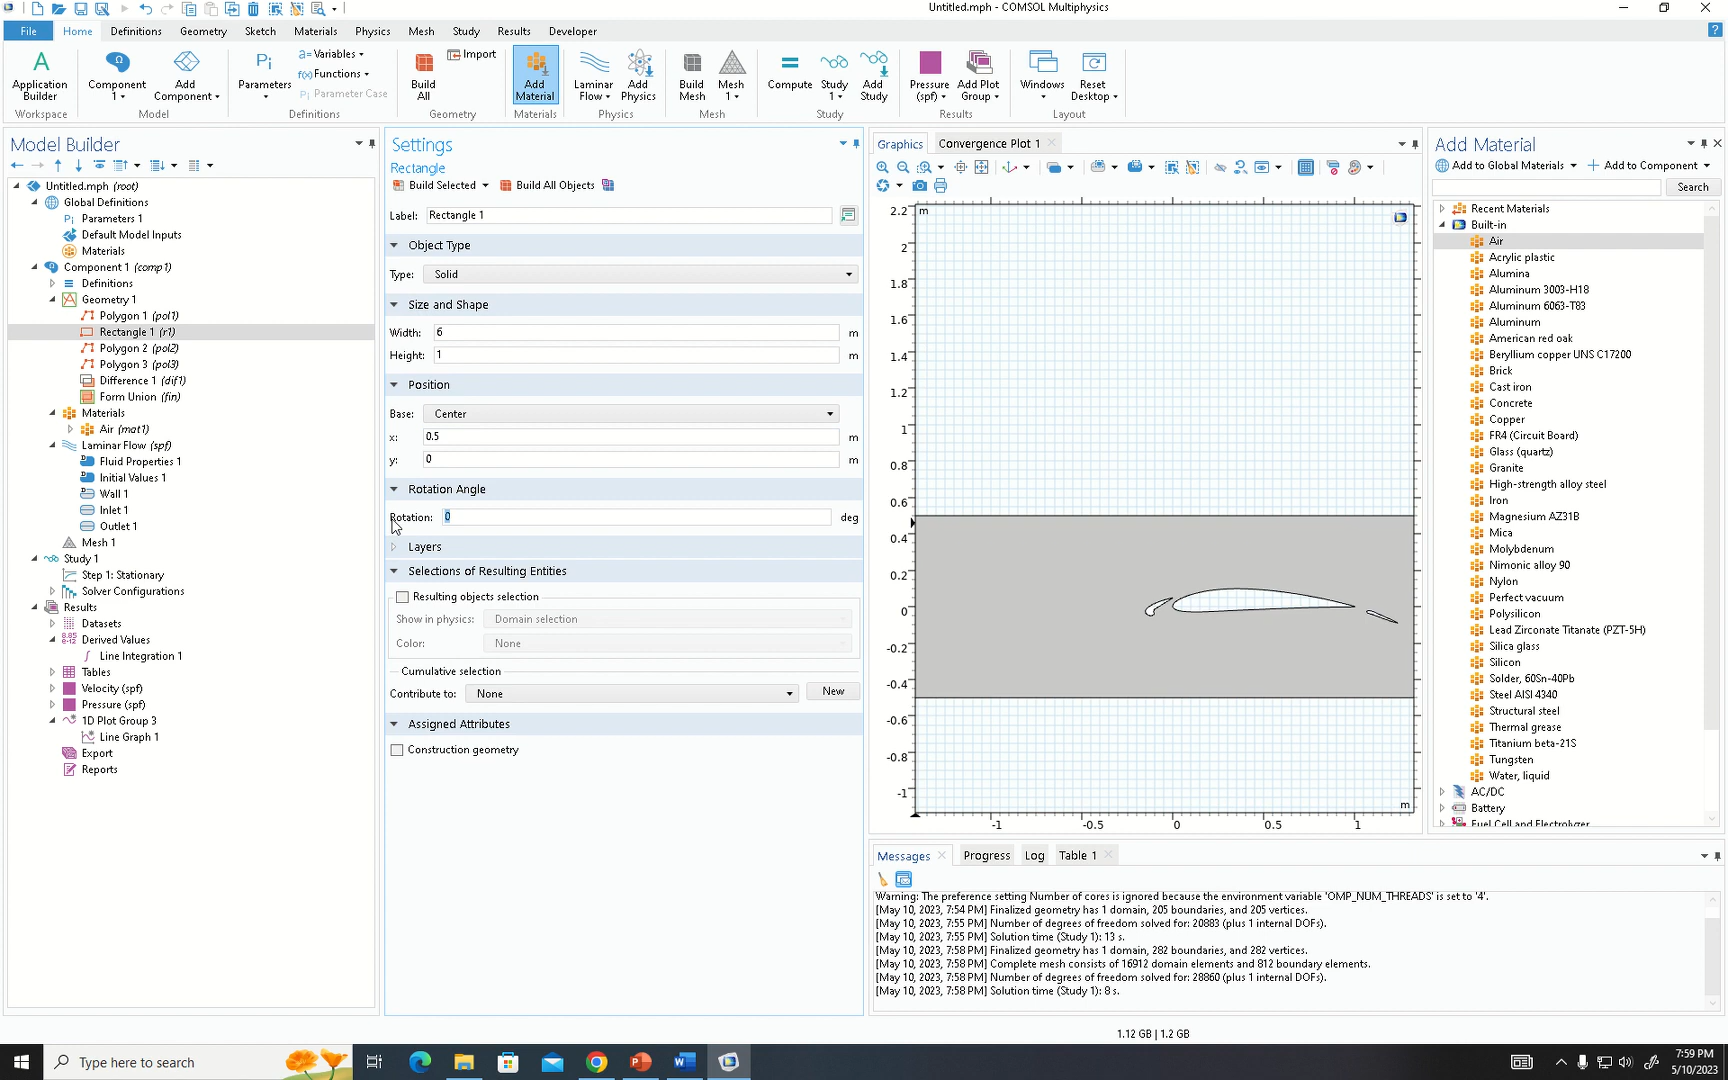 Untitled.mph - COMSOL Multiphysics
File Home Definitions Geometry Sketch Materials Physics Mesh Study Results Developer
Application Builder
Component 1
Add Component
Parameters
a= Variables
f(x) Functions
Pi Parameter Case
Build All
Import
Add Material
Laminar Flow
Add Physics
Build Mesh
Mesh 1
Compute
Study 1
Add Study
Pressure (spf)
Add Plot Group
Windows
Reset Desktop
Workspace Model Definitions Geometry Materials Physics Mesh Study Results Layout
Model Builder
Untitled.mph (root)
Global Definitions
Pi Parameters 1
Default Model Inputs
Materials
Component 1 (comp1)
Definitions
Geometry 1
Polygon 1 (pol1)
Rectangle 1 (r1)
Polygon 2 (pol2)
Polygon 3 (pol3)
Difference 1 (dif1)
Form Union (fin)
Materials
Air (mat1)
Laminar Flow (spf)
Fluid Properties 1
Initial Values 1
Wall 1
Inlet 1
Outlet 1
Mesh 1
Study 1
Step 1: Stationary
Solver Configurations
Results
Datasets
8.85 e-12 Derived Values
Line Integration 1
Tables
Velocity (spf)
Pressure (spf)
1D Plot Group 3
Line Graph 1
Export
Reports
Settings
Rectangle
Build Selected Build All Objects
Label: Rectangle 1
Object Type
Type: Solid
Size and Shape
Width: 6 m
Height: 1 m
Position
Base: Center
x: 0.5 m
y: 0 m
Rotation Angle
Rotation: 0 deg
Layers
Selections of Resulting Entities
Resulting objects selection
Show in physics: Domain selection
Color: None
Cumulative selection
Contribute to: None New
Assigned Attributes
Construction geometry
Graphics Convergence Plot 1
2.2 m
2
1.8
1.6
1.4
1.2
1
0.8
0.6
0.4
0.2
0
-0.2
-0.4
-0.6
-0.8
-1
m
-1 -0.5 0 0.5 1
Messages Progress Log Table 1
Warning: The preference setting Number of cores is ignored because the environment variable 'OMP_NUM_THREADS' is set to '4'.
[May 10, 2023, 7:54 PM] Finalized geometry has 1 domain, 205 boundaries, and 205 vertices.
[May 10, 2023, 7:55 PM] Number of degrees of freedom solved for: 20883 (plus 1 internal DOFs).
[May 10, 2023, 7:55 PM] Solution time (Study 1): 13 s.
[May 10, 2023, 7:58 PM] Finalized geometry has 1 domain, 282 boundaries, and 282 vertices.
[May 10, 2023, 7:58 PM] Complete mesh consists of 16912 domain elements and 812 boundary elements.
[May 10, 2023, 7:58 PM] Number of degrees of freedom solved for: 28860 (plus 1 internal DOFs).
[May 10, 2023, 7:58 PM] Solution time (Study 1): 8 s.
Add Material
Add to Global Materials Add to Component
Search
Recent Materials
Built-in
Air
Acrylic plastic
Alumina
Aluminum 3003-H18
Aluminum 6063-T83
Aluminum
American red oak
Beryllium copper UNS C17200
Brick
Cast iron
Concrete
Copper
FR4 (Circuit Board)
Glass (quartz)
Granite
High-strength alloy steel
Iron
Magnesium AZ31B
Mica
Molybdenum
Nimonic alloy 90
Nylon
Perfect vacuum
Polysilicon
Lead Zirconate Titanate (PZT-5H)
Silica glass
Silicon
Solder, 60Sn-40Pb
Steel AISI 4340
Structural steel
Thermal grease
Titanium beta-21S
Tungsten
Water, liquid
AC/DC
Battery
Fuel Cell and Electrolyzer
1.12 GB | 1.2 GB
Type here to search
7:59 PM
5/10/2023